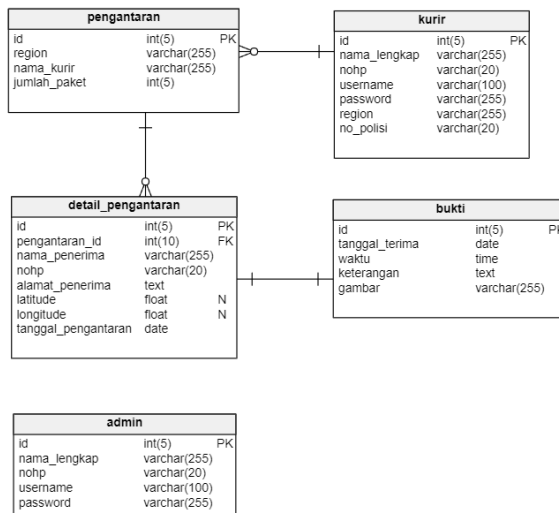 pengantaran
id int(5) PK
region varchar(255)
nama_kurir varchar(255)
jumlah_paket int(5)
kurir
id int(5) PK
nama_lengkap varchar(255)
nohp varchar(20)
username varchar(100)
password varchar(255)
region varchar(255)
no_polisi varchar(20)
detail_pengantaran
id int(5) PK
pengantaran_id int(10) FK
nama_penerima varchar(255)
nohp varchar(20)
alamat_penerima text
latitude float N
longitude float N
tanggal_pengantaran date
bukti
id int(5) PK
tanggal_terima date
waktu time
keterangan text
gambar varchar(255)
admin
id int(5) PK
nama_lengkap varchar(255)
nohp varchar(20)
username varchar(100)
password varchar(255)